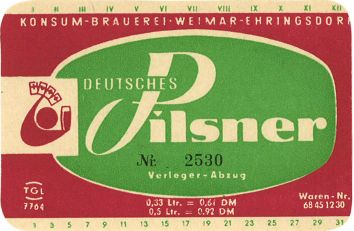 I II III IV V VI VII VIII IX X XI XII
KONSUM-BRAUEREI·WEIMAR-EHRINGSDORF
DEUTSCHES
Pilsner
Nr. 2530
Verleger-Abzug
TGL
7764
0,33 Ltr. = 0,61 DM
0,5 Ltr. = 0,92 DM
Waren-Nr.
68451230
1 3 5 7 9 11 13 15 17 19 21 23 25 27 29 31